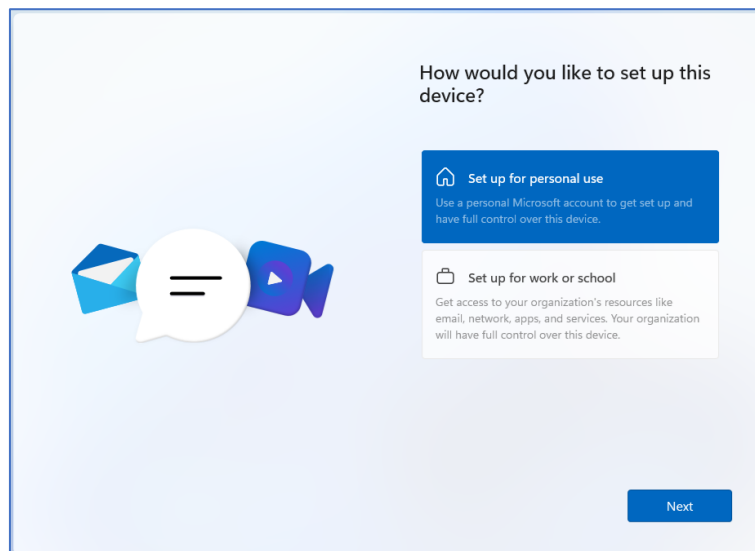 How would you like to set up this
device?
Set up for personal use
Use a personal Microsoft account to get set up and
have full control over this device.
Set up for work or school
Get access to your organization's resources like
email, network, apps, and services. Your organization
will have full control over this device.
Next